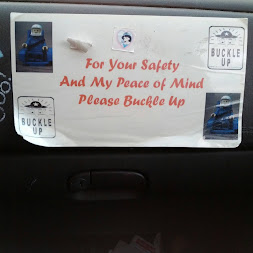 BUCKLE
UP
For Your Safety
And My Peace of Mind
Please Buckle Up
BUCKLE
UP